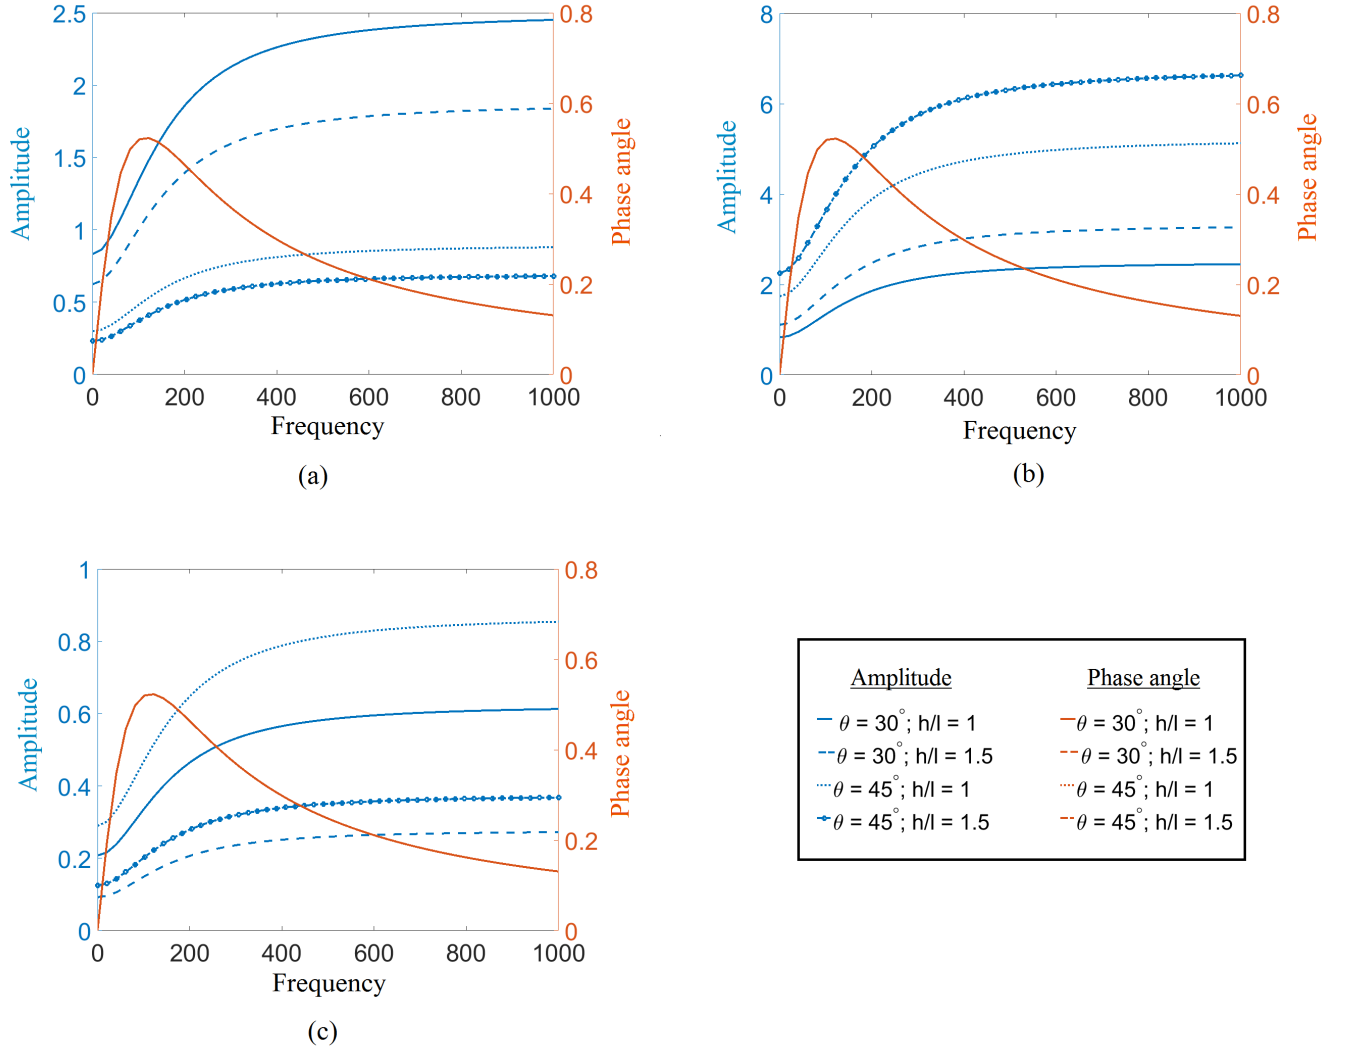 2.5
2
1.5
1
0.5
0
0.8
0.6
0.4
0.2
0
0 200 400 600 800 1000
Amplitude
Phase angle
Frequency
(a)
8
6
4
2
0
0.8
0.6
0.4
0.2
0
0 200 400 600 800 1000
Amplitude
Phase angle
Frequency
(b)
1
0.8
0.6
0.4
0.2
0
0.8
0.6
0.4
0.2
0
0 200 400 600 800 1000
Amplitude
Phase angle
Frequency
(c)
Amplitude
θ = 30°; h/l = 1
θ = 30°; h/l = 1.5
θ = 45°; h/l = 1
θ = 45°; h/l = 1.5
Phase angle
θ = 30°; h/l = 1
θ = 30°; h/l = 1.5
θ = 45°; h/l = 1
θ = 45°; h/l = 1.5